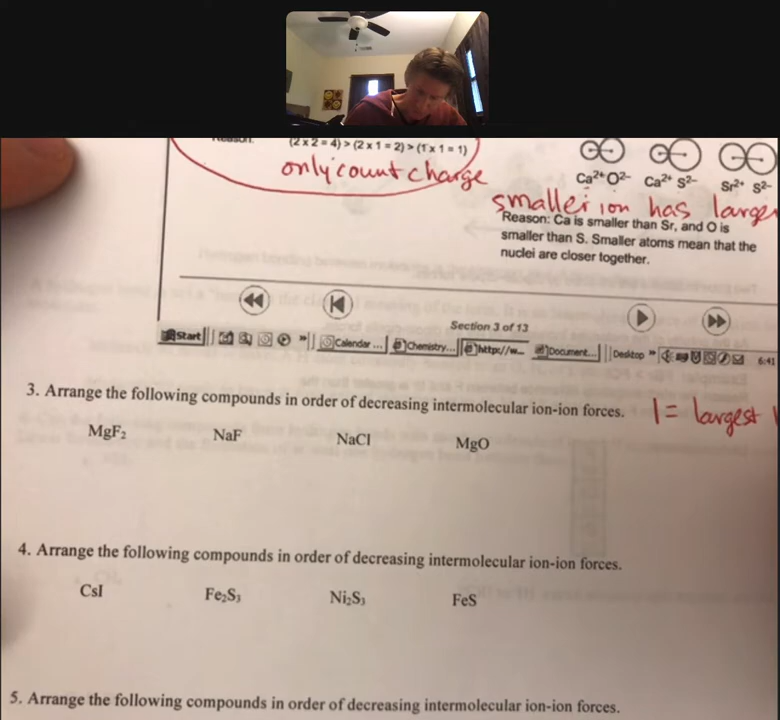 (2 x 2 = 4) > (2 x 1 = 2) > (1 x 1 = 1)
only count charge
Ca²⁺ O²⁻ Ca²⁺ S²⁻ Sr²⁺ S²⁻
smaller ion has larger
Reason: Ca is smaller than Sr, and O is
smaller than S. Smaller atoms mean that the
nuclei are closer together.
Section 3 of 13
Start Calendar ... Chemistry... http://w... Document... Desktop » 6:41
3. Arrange the following compounds in order of decreasing intermolecular ion-ion forces. 1 = largest
MgF₂ NaF NaCl MgO
4. Arrange the following compounds in order of decreasing intermolecular ion-ion forces.
CsI Fe₂S₃ Ni₂S₃ FeS
5. Arrange the following compounds in order of decreasing intermolecular ion-ion forces.